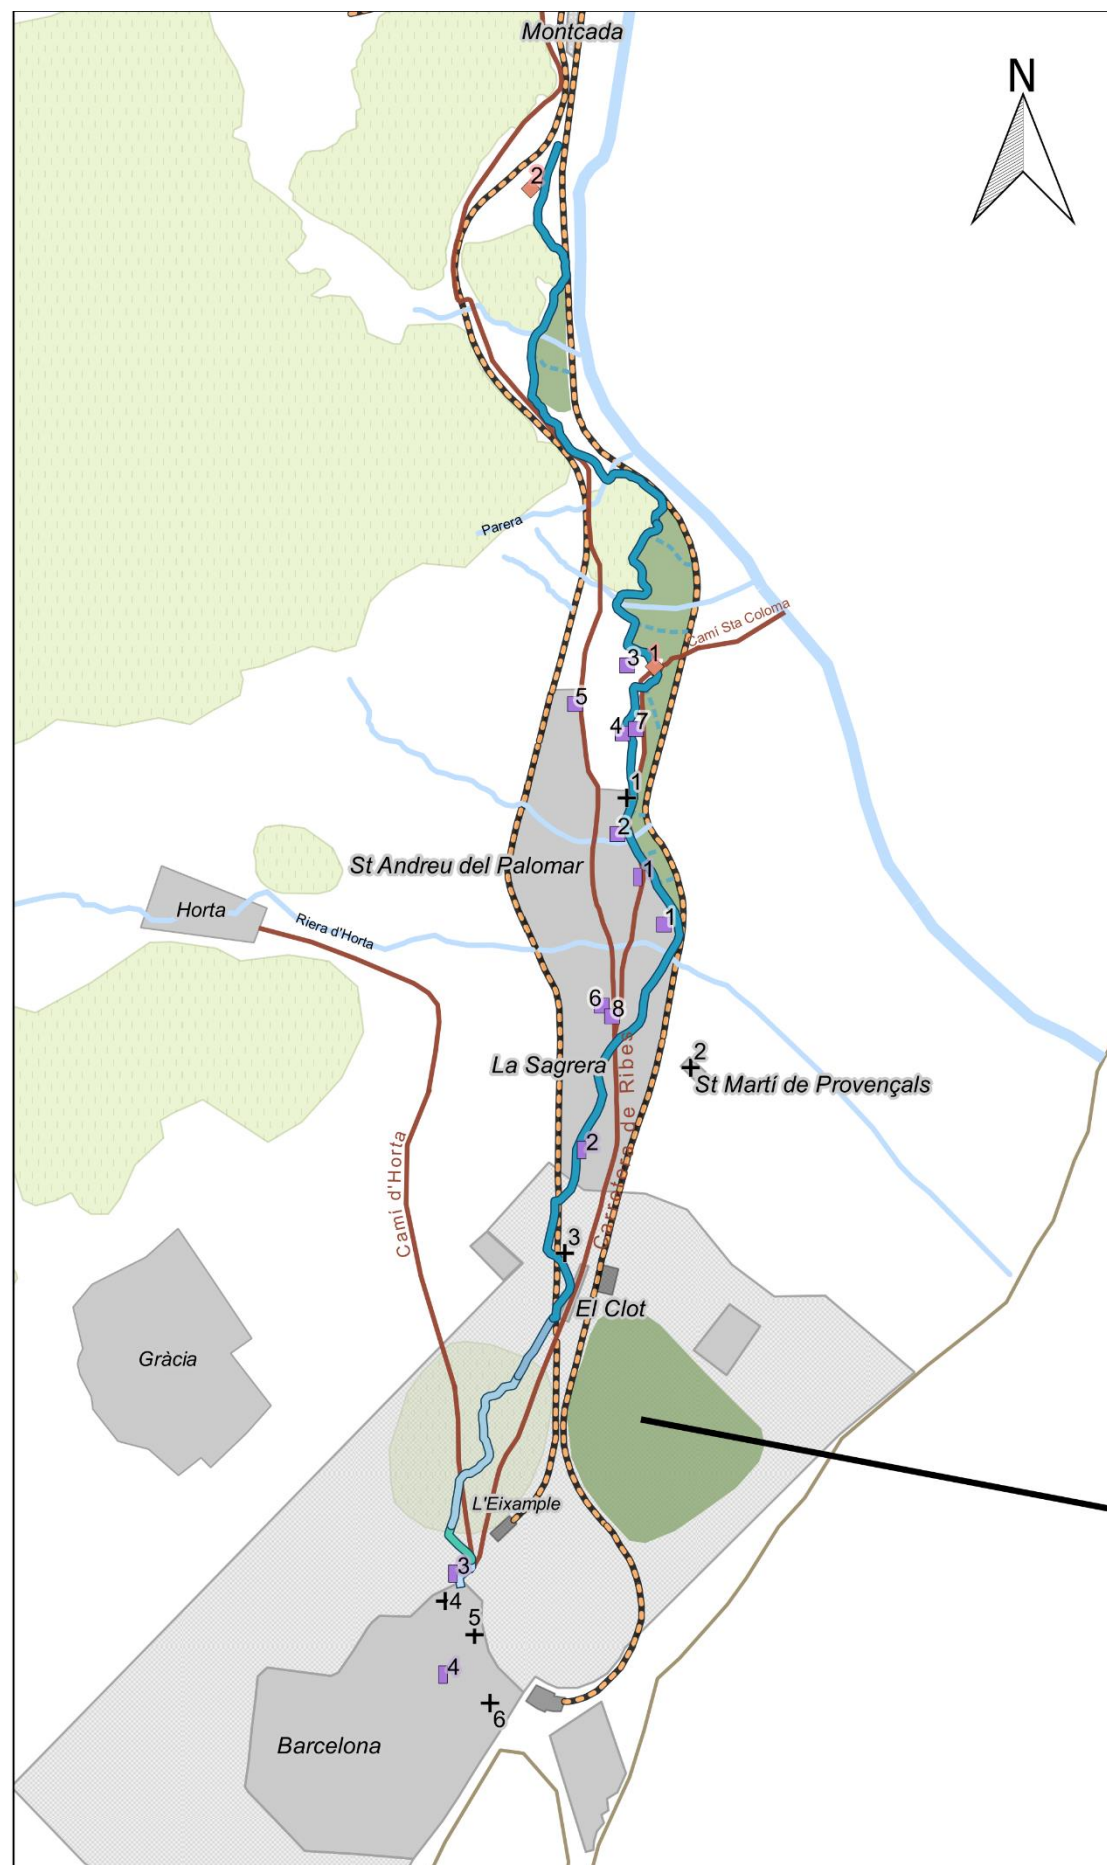 Montcada
N
2
Parera
Camí Sta Coloma
3
1
5
4
7
1
2
St Andreu del Palomar
1
Horta
Riera d'Horta
1
6
8
La Sagrera
2
St Martí de Provençals
Carretera de Ribes
2
Camí d'Horta
3
El Clot
Gràcia
L'Eixample
3
4
5
4
6
Barcelona